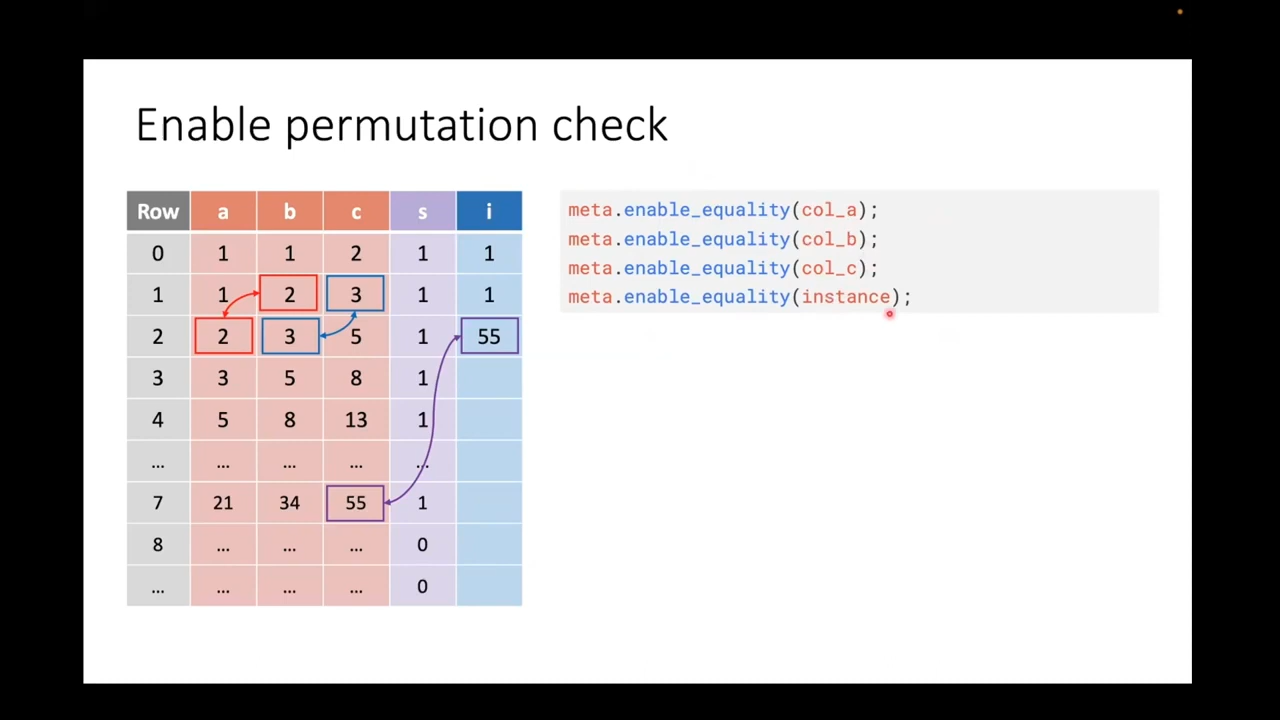 Enable permutation check
Row a b c s i
0 1 1 2 1 1
1 1 2 3 1 1
2 2 3 5 1 55
3 3 5 8 1
4 5 8 13 1
... ... ... ... ...
7 21 34 55 1
8 ... ... ... 0
... ... ... ... 0
meta.enable_equality(col_a);
meta.enable_equality(col_b);
meta.enable_equality(col_c);
meta.enable_equality(instance);